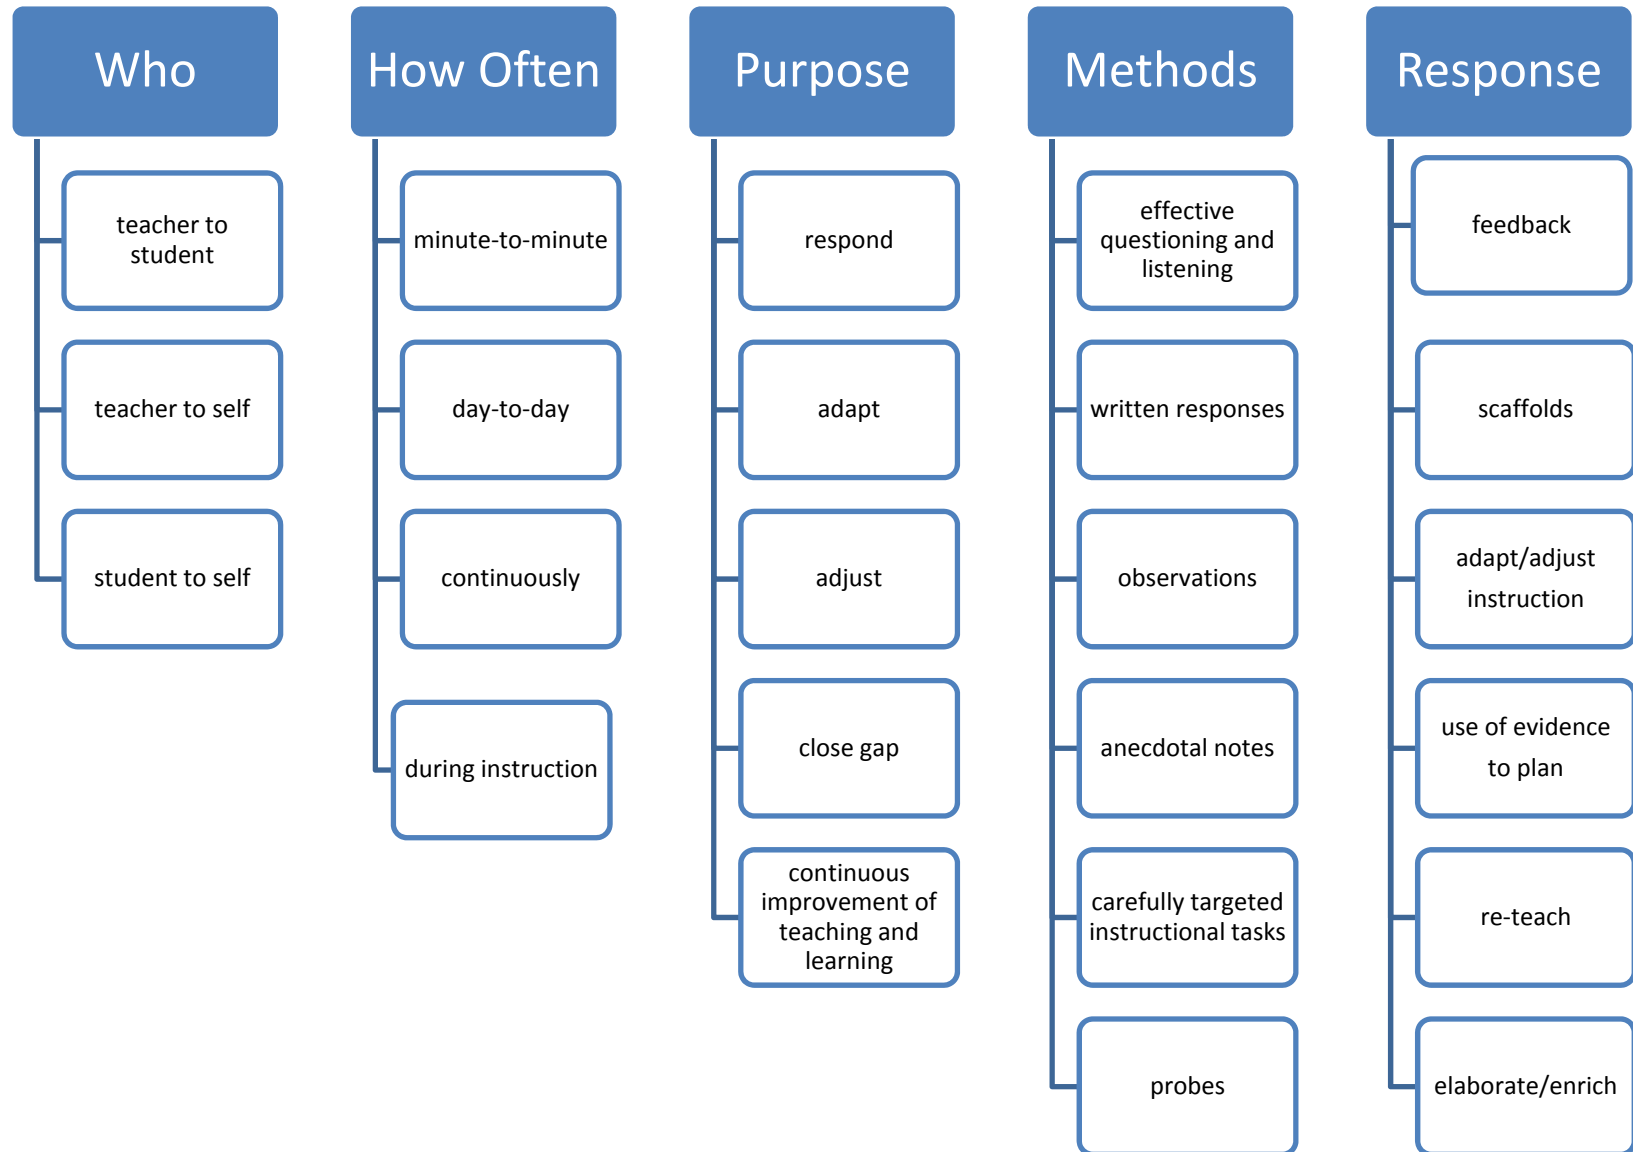 Who
teacher to
student
teacher to self
student to self
How Often
minute-to-minute
day-to-day
continuously
during instruction
Purpose
respond
adapt
adjust
close gap
continuous
improvement of
teaching and
learning
Methods
effective
questioning and
listening
written responses
observations
anecdotal notes
carefully targeted
instructional tasks
probes
Response
feedback
scaffolds
adapt/adjust
instruction
use of evidence
to plan
re-teach
elaborate/enrich